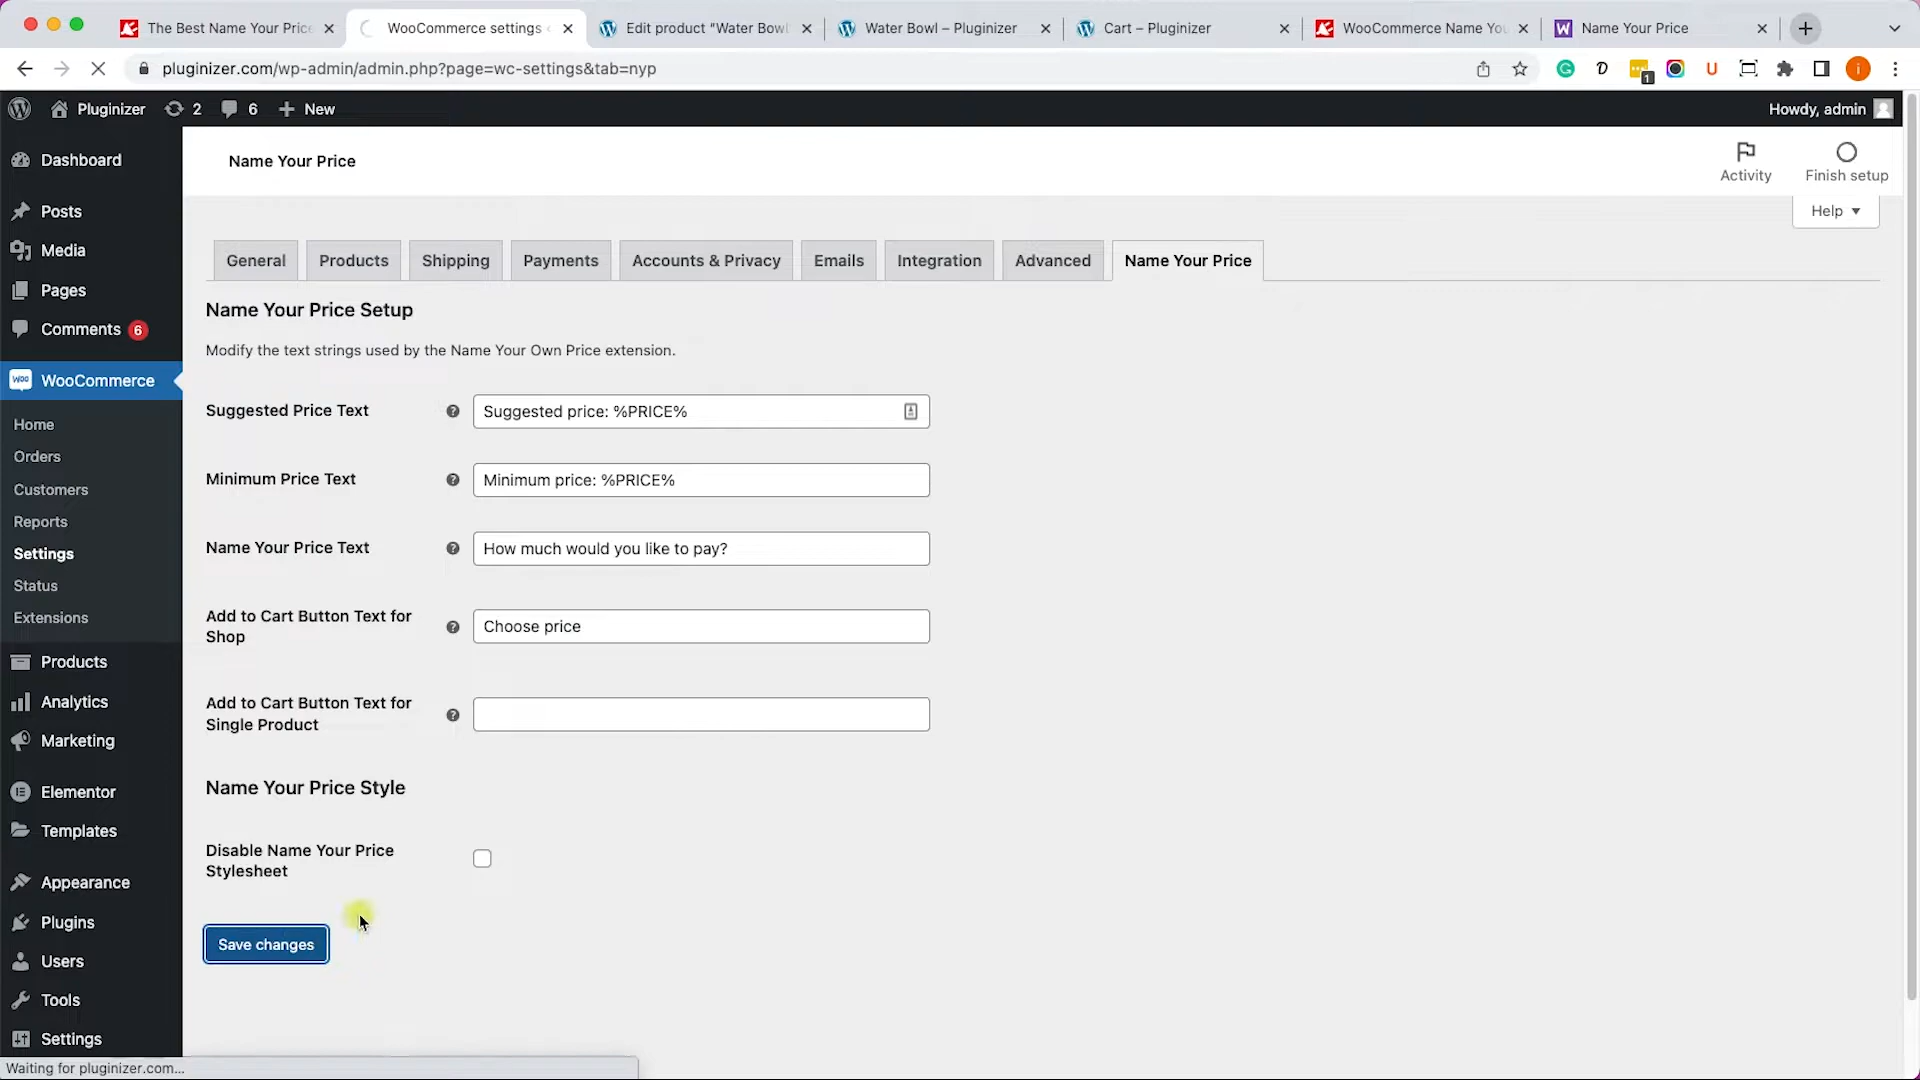 The Best Name Your Price
WooCommerce settings
Edit product “Water Bowl
Water Bowl – Pluginizer
Cart – Pluginizer
WooCommerce Name You
Name Your Price
pluginizer.com/wp-admin/admin.php?page=wc-settings&tab=nyp
1
U
i
Pluginizer
2
6
New
Howdy, admin
Dashboard
Posts
Media
Pages
Comments 6
WooCommerce
Home
Orders
Customers
Reports
Settings
Status
Extensions
Products
Analytics
Marketing
Elementor
Templates
Appearance
Plugins
Users
Tools
Settings
Name Your Price
Activity
Finish setup
Help
General
Products
Shipping
Payments
Accounts & Privacy
Emails
Integration
Advanced
Name Your Price
Name Your Price Setup
Modify the text strings used by the Name Your Own Price extension.
Suggested Price Text
Suggested price: %PRICE%
Minimum Price Text
Minimum price: %PRICE%
Name Your Price Text
How much would you like to pay?
Add to Cart Button Text for
Shop
Choose price
Add to Cart Button Text for
Single Product
Name Your Price Style
Disable Name Your Price
Stylesheet
Save changes
Waiting for pluginizer.com...